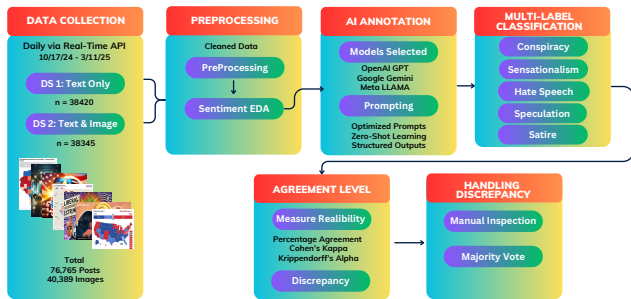 DATA COLLECTION
Daily via Real-Time API
10/17/24 - 3/11/25
DS 1: Text Only
n = 38420
DS 2: Text & Image
n = 38345
Total
76,765 Posts
40,389 Images
PREPROCESSING
Cleaned Data
PreProcessing
Sentiment EDA
AI ANNOTATION
Models Selected
OpenAI GPT
Google Gemini
Meta LLAMA
Prompting
Optimized Prompts
Zero-Shot Learning
Structured Outputs
MULTI-LABEL
CLASSIFICATION
Conspiracy
Sensationalism
Hate Speech
Speculation
Satire
AGREEMENT LEVEL
Measure Realibility
Percentage Agreement
Cohen's Kappa
Krippendorff's Alpha
Discrepancy
HANDLING
DISCREPANCY
Manual Inspection
Majority Vote